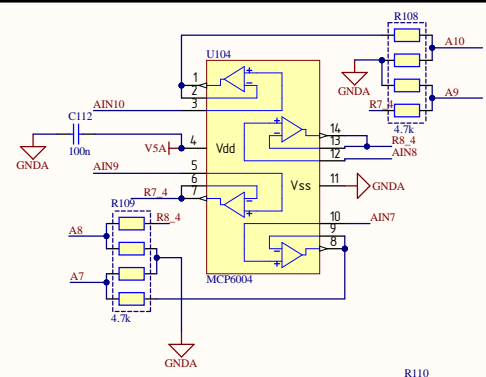 R108
A10
GNDA
A9
R7_4
4.7k
U104
1
2
3
AIN10
C112
100n
GNDA
V5A
4
Vdd
14
13
R8_4
12
AIN8
AIN9
5
11
Vss
GNDA
R7_4
6
7
R109
R8_4
A8
A7
4.7k
10
AIN7
9
8
MCP6004
GNDA
R110